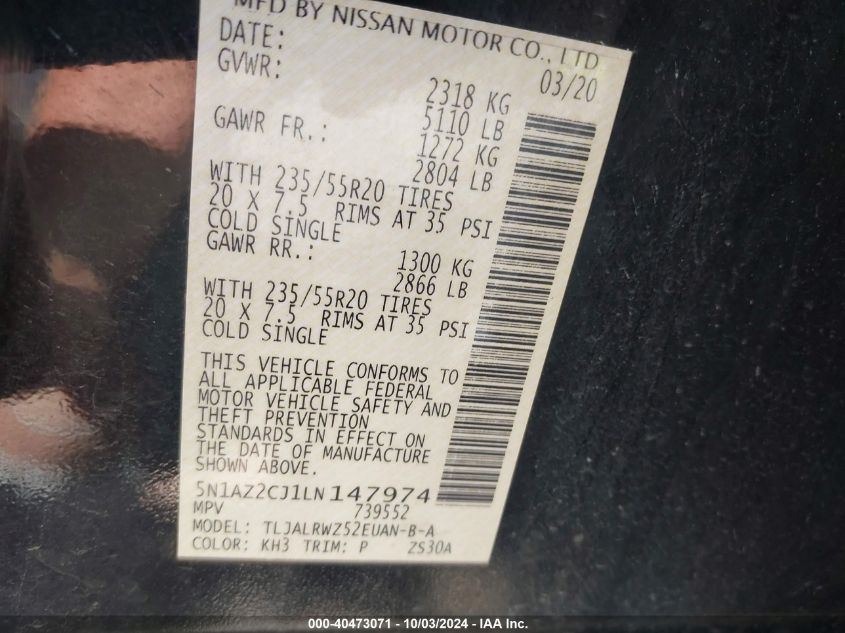 MFD BY NISSAN MOTOR CO., LTD
DATE: 03/20
GVWR:
2318 KG
5110 LB
GAWR FR.: 1272 KG
2804 LB
WITH 235/55R20 TIRES
20 X 7.5 RIMS AT 35 PSI
COLD SINGLE
GAWR RR.: 1300 KG
2866 LB
WITH 235/55R20 TIRES
20 X 7.5 RIMS AT 35 PSI
COLD SINGLE
THIS VEHICLE CONFORMS TO
ALL APPLICABLE FEDERAL
MOTOR VEHICLE SAFETY AND
THEFT PREVENTION
STANDARDS IN EFFECT ON
THE DATE OF MANUFACTURE
SHOWN ABOVE.
5N1AZ2CJ1LN147974
MPV 739552
MODEL: TLJALRWZ52EUAN-B-A
COLOR: KH3 TRIM: P ZS30A
000-40473071 - 10/03/2024 - IAA Inc.